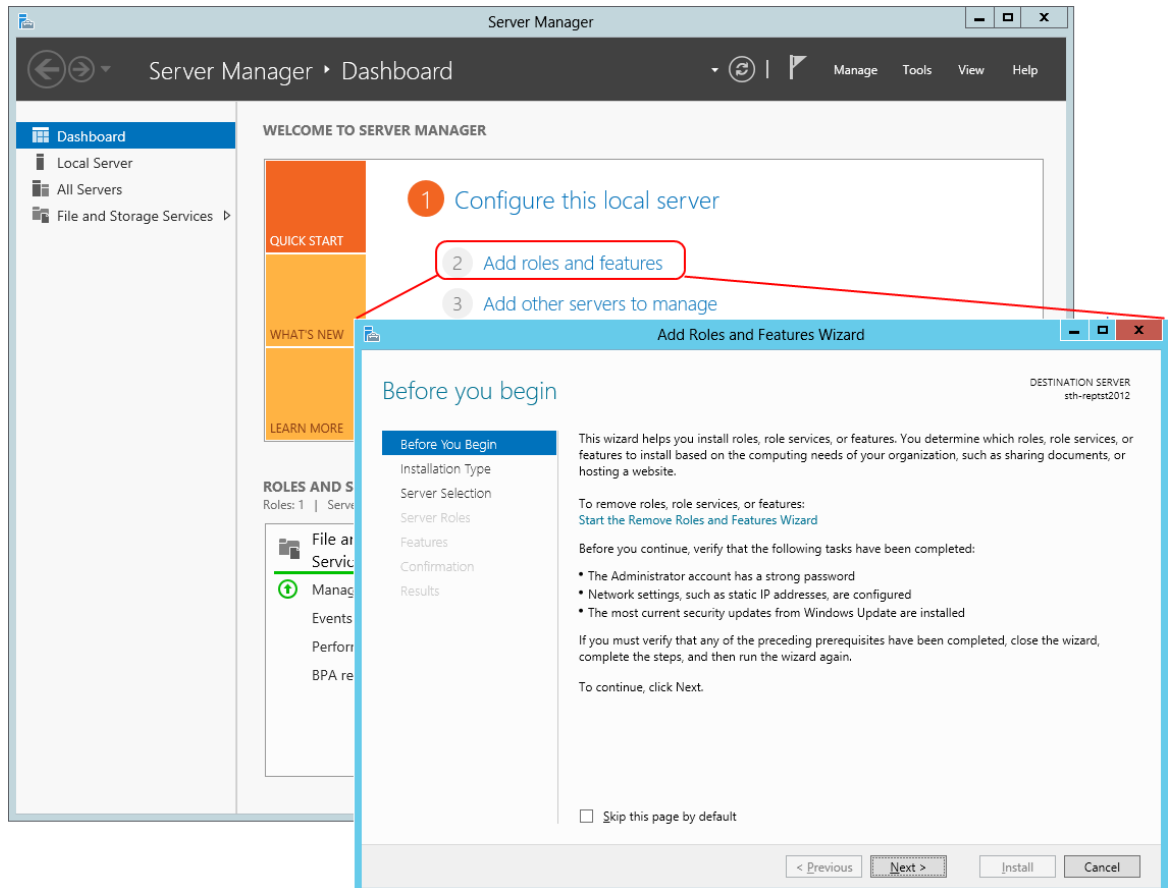 Server Manager
Server Manager ‣ Dashboard
Manage
Tools
View
Help
Dashboard
Local Server
All Servers
File and Storage Services
WELCOME TO SERVER MANAGER
QUICK START
WHAT'S NEW
LEARN MORE
1 Configure this local server
2 Add roles and features
3 Add other servers to manage
ROLES AND
Roles: 1 |
File
Add Roles and Features Wizard
Before you begin
DESTINATION SERVER
sth-reptst2012
Before You Begin
Installation Type
Server Selection
Server Roles
Features
Confirmation
Results
This wizard helps you install roles, role services, or features. You determine which roles, role services, or
features to install based on the computing needs of your organization, such as sharing documents, or
hosting a website.
To remove roles, role services, or features:
Start the Remove Roles and Features Wizard
Before you continue, verify that the following tasks have been completed:
• The Administrator account has a strong password
• Network settings, such as static IP addresses, are configured
• The most current security updates from Windows Update are installed
If you must verify that any of the preceding prerequisites have been completed, close the wizard,
complete the steps, and then run the wizard again.
To continue, click Next.
Skip this page by default
< Previous
Next >
Install
Cancel
Events
BPA